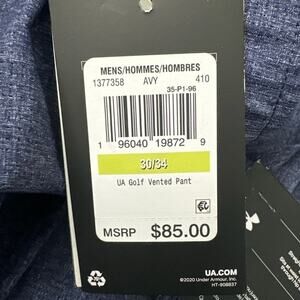 MENS/HOMMES/HOMBRES
1377358 AVY 410
35-P1-96
1 96040 19872 9
30/34
UA Golf Vented Pant
MSRP $85.00
UA.COM
©2020 Under Armour, Inc.
HT-908837